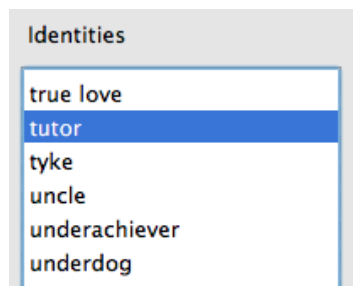 Identities
true love
tutor
tyke
uncle
underachiever
underdog